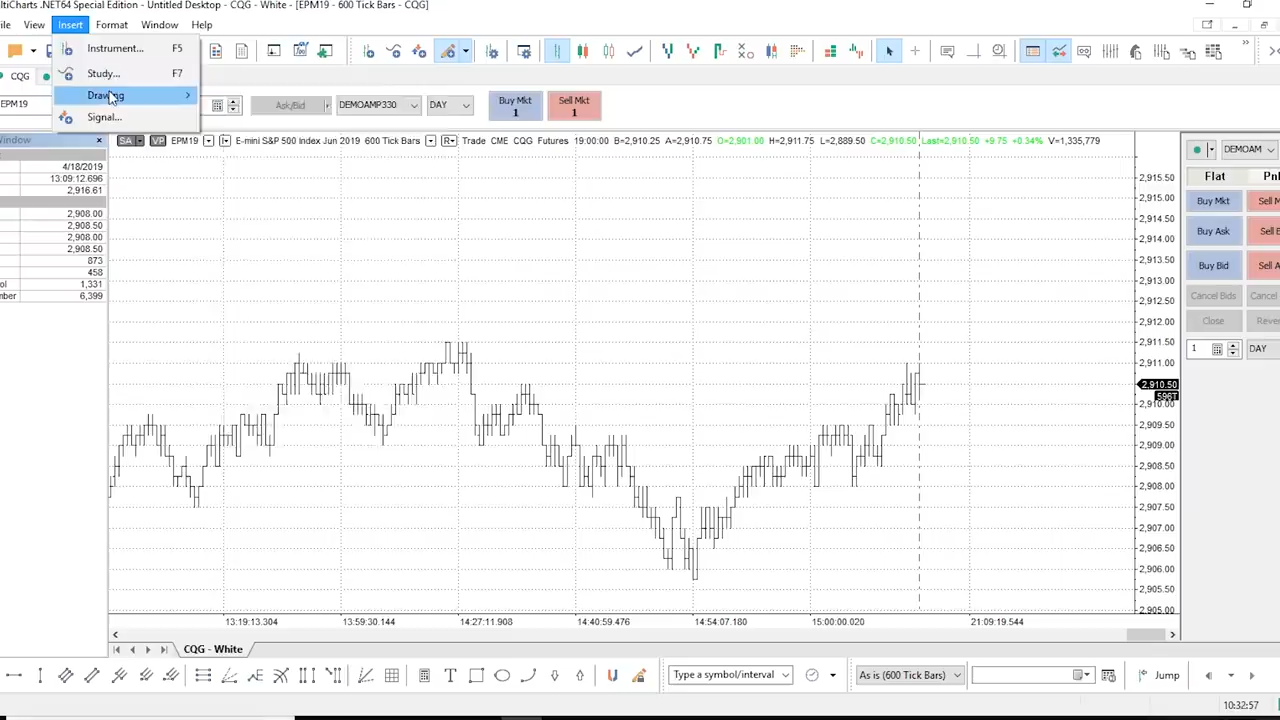 ltiCharts .NET64 Special Edition - Untitled Desktop - CQG - White - [EPM19 - 600 Tick Bars - CQG]
ile View Insert Format Window Help
Instrument... F5
Study... F7
Drawing
Signal...
CQG
EPM19 Ask/Bid DEMOAMP330 DAY Buy Mkt 1 Sell Mkt 1
Window × SA VP EPM19 E-mini S&P 500 Index Jun 2019 600 Tick Bars R Trade CME CQG Futures 19:00:00 B=2,910.25 A=2,910.75 O=2,901.00 H=2,911.75 L=2,889.50 C=2,910.50 Last=2,910.50 +9.75 +0.34% V=1,335,779
4/18/2019
13:09:12.696
2,916.61
2,908.00
2,908.50
2,908.00
2,908.50
873
458
ol 1,331
mber 6,399
2,915.50
2,915.00
2,914.50
2,914.00
2,913.50
2,913.00
2,912.50
2,912.00
2,911.50
2,911.00
2,910.50
596T
2,910.00
2,909.50
2,909.00
2,908.50
2,908.00
2,907.50
2,907.00
2,906.50
2,906.00
2,905.50
2,905.00
DEMOAM
Flat Pnl
Buy Mkt Sell M
Buy Ask Sell B
Buy Bid Sell A
Cancel Bids Cancel
Close Reve
1 DAY
13:19:13.304 13:59:30.144 14:27:11.908 14:40:59.476 14:54:07.180 15:00:00.020 21:09:19.544
CQG - White
T Type a symbol/interval As is (600 Tick Bars) Jump
10:32:57